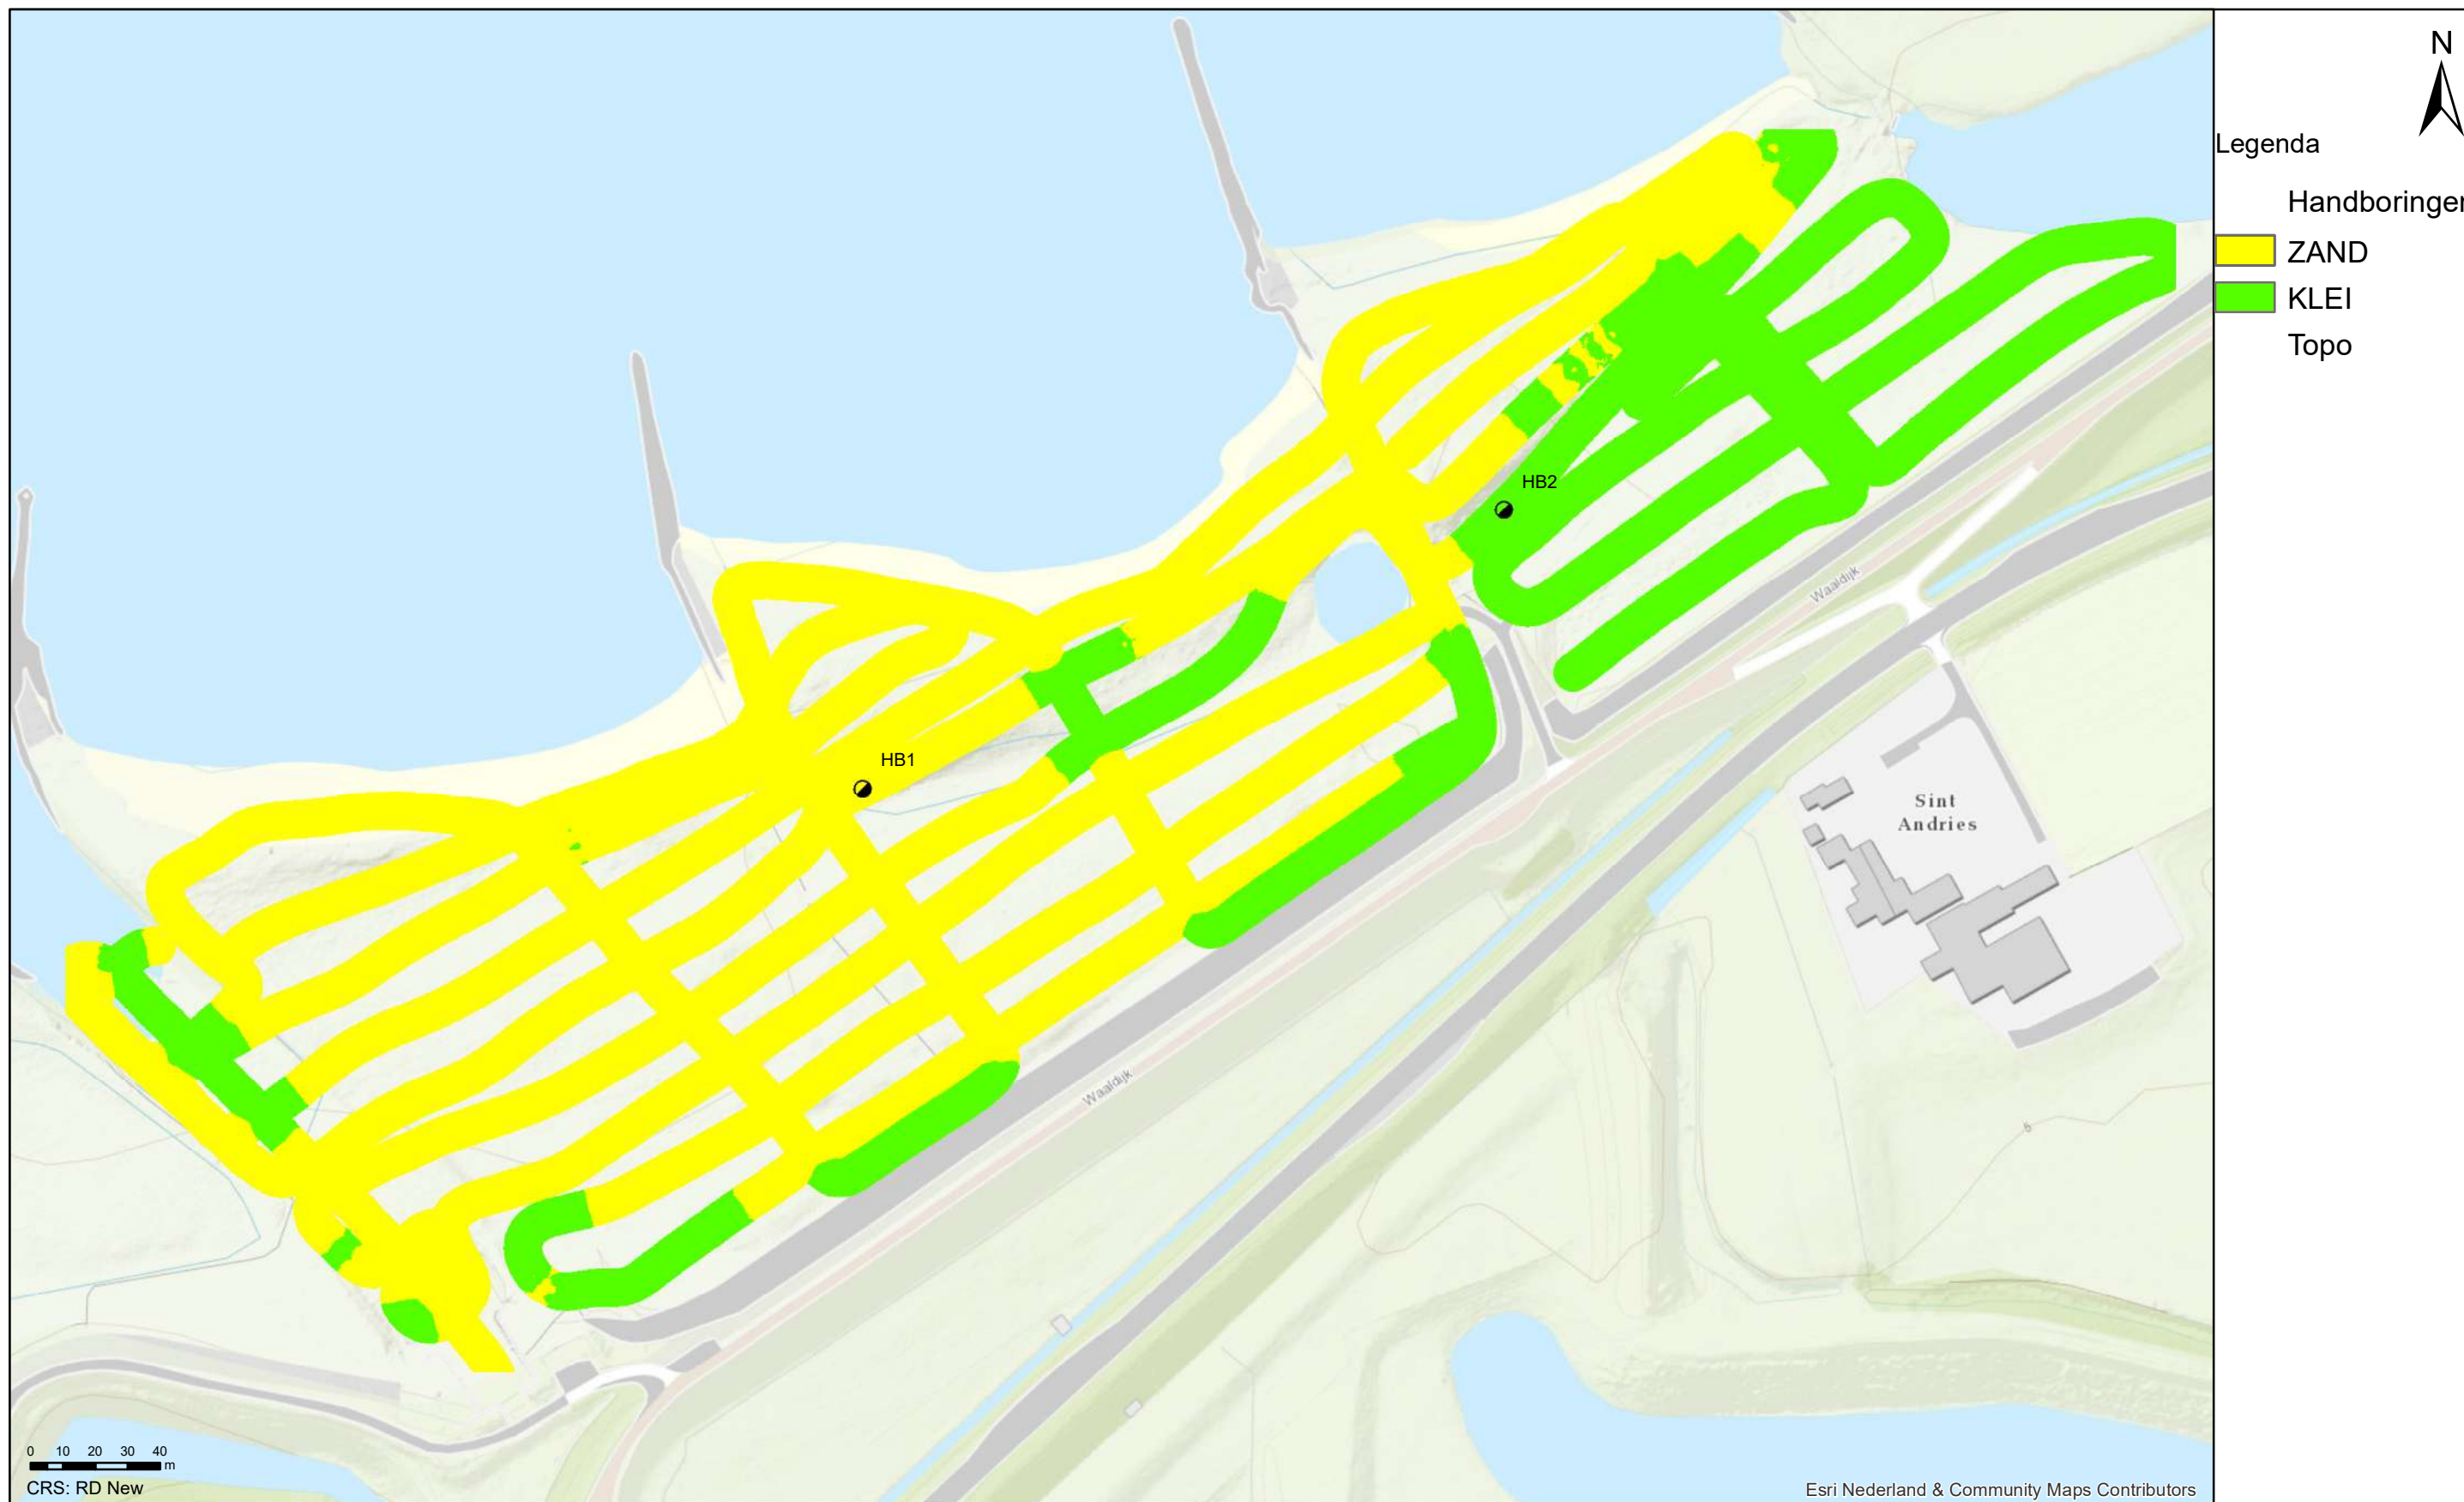 N
Legenda
Handboringen
ZAND
KLEI
Topo
HB2
HB1
Waaldijk
Sint
Andries
Waaldijk
5
0 10 20 30 40
m
CRS: RD New
Esri Nederland & Community Maps Contributors